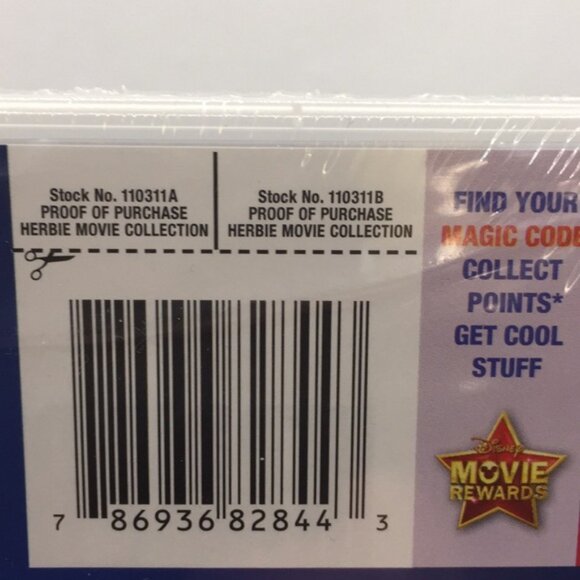 Stock No. 110311A
PROOF OF PURCHASE
HERBIE MOVIE COLLECTION
Stock No. 110311B
PROOF OF PURCHASE
HERBIE MOVIE COLLECTION
FIND YOUR
MAGIC CODE
COLLECT
POINTS*
GET COOL
STUFF
Disney
MOVIE
REWARDS
7 86936 82844 3